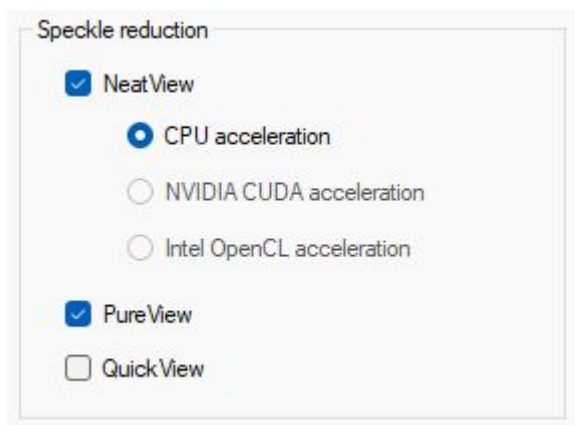 Speckle reduction
NeatView
CPU acceleration
NVIDIA CUDA acceleration
Intel OpenCL acceleration
PureView
QuickView